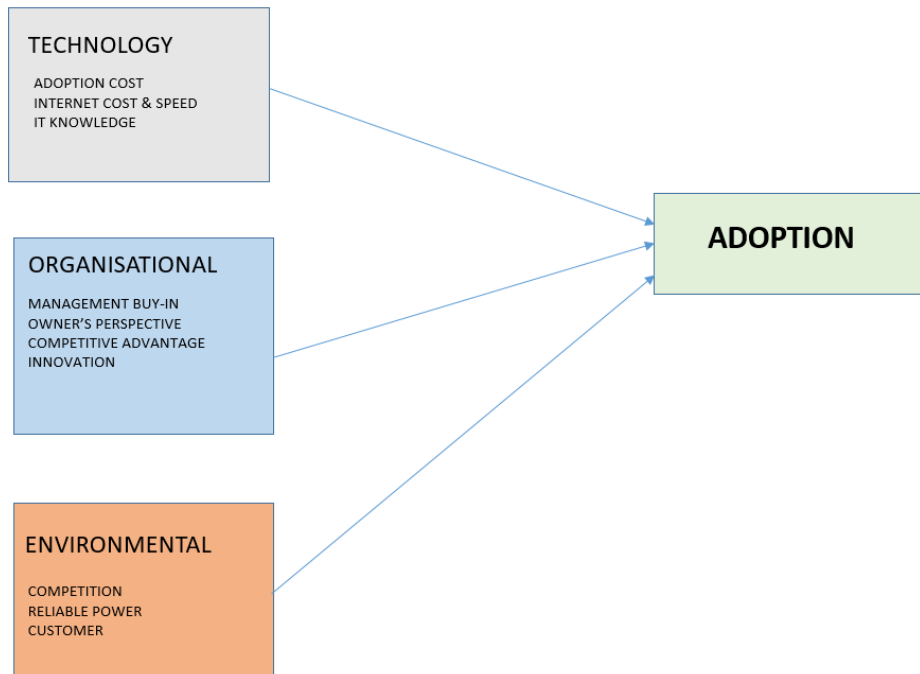 TECHNOLOGY
ADOPTION COST
INTERNET COST & SPEED
IT KNOWLEDGE
ADOPTION
ORGANISATIONAL
MANAGEMENT BUY-IN
OWNER’S PERSPECTIVE
COMPETITIVE ADVANTAGE
INNOVATION
ENVIRONMENTAL
COMPETITION
RELIABLE POWER
CUSTOMER